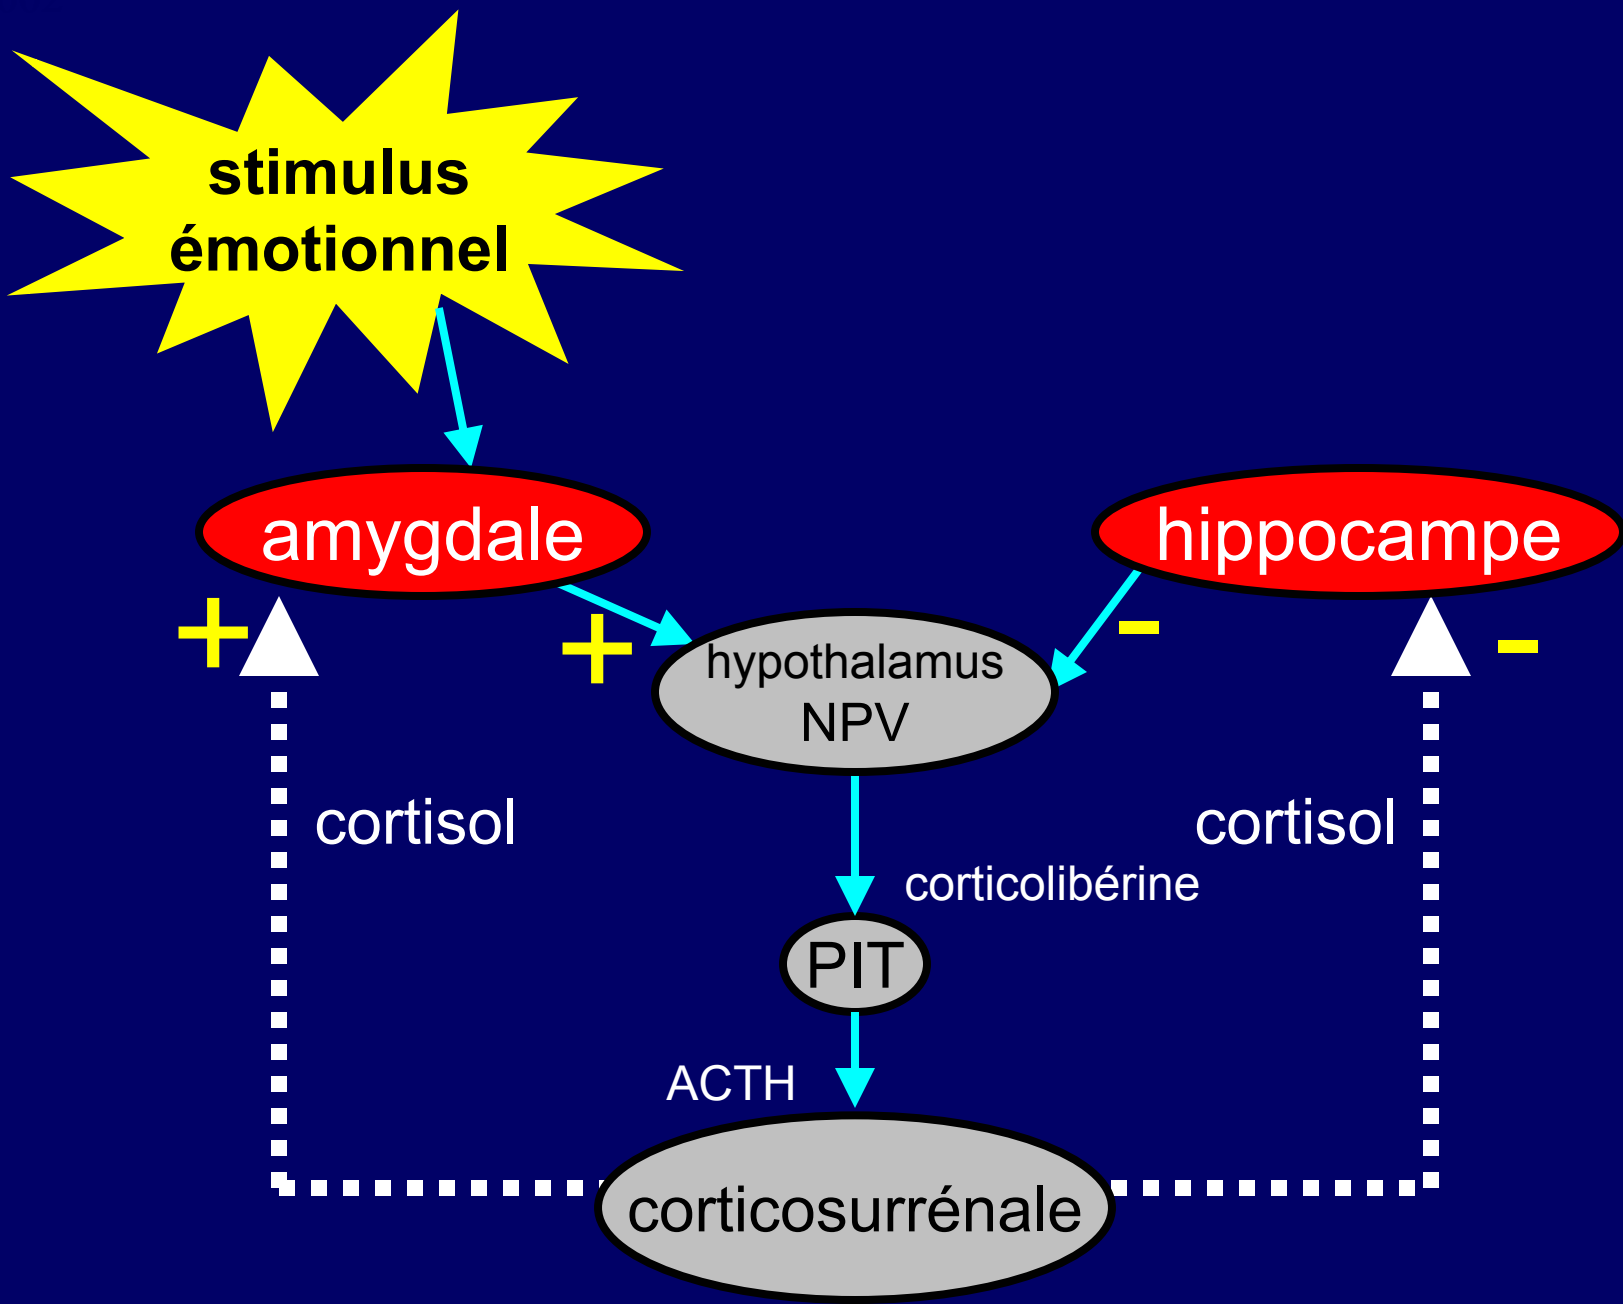 stimulus
émotionnel
amygdale
hippocampe
+
+
-
-
hypothalamus
NPV
cortisol
cortisol
corticolibérine
PIT
ACTH
corticosurrénale